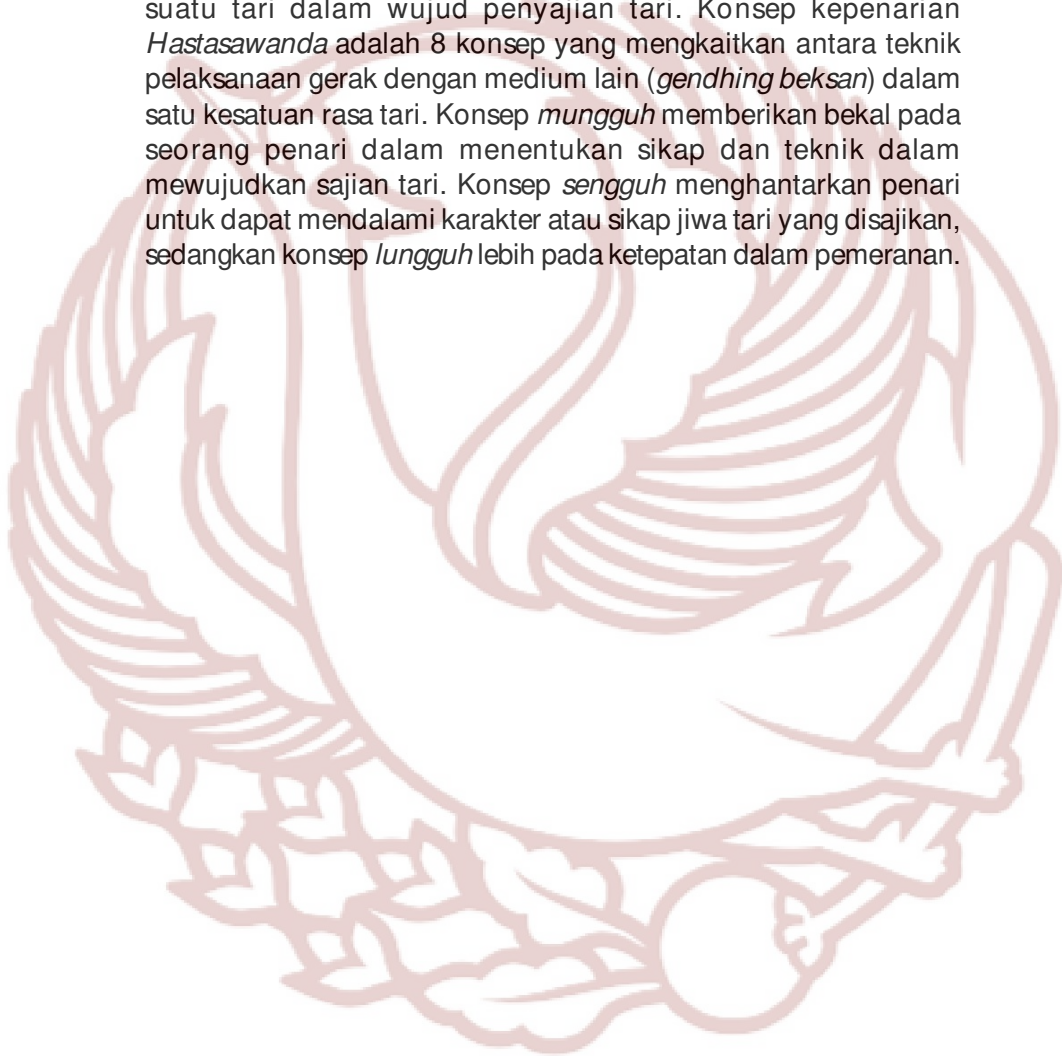 suatu tari dalam wujud penyajian tari. Konsep kepenarian
Hastasawanda adalah 8 konsep yang mengkaitkan antara teknik
pelaksanaan gerak dengan medium lain (gendhing beksan) dalam
satu kesatuan rasa tari. Konsep mungguh memberikan bekal pada
seorang penari dalam menentukan sikap dan teknik dalam
mewujudkan sajian tari. Konsep sengguh menghantarkan penari
untuk dapat mendalami karakter atau sikap jiwa tari yang disajikan,
sedangkan konsep lungguh lebih pada ketepatan dalam pemeranan.